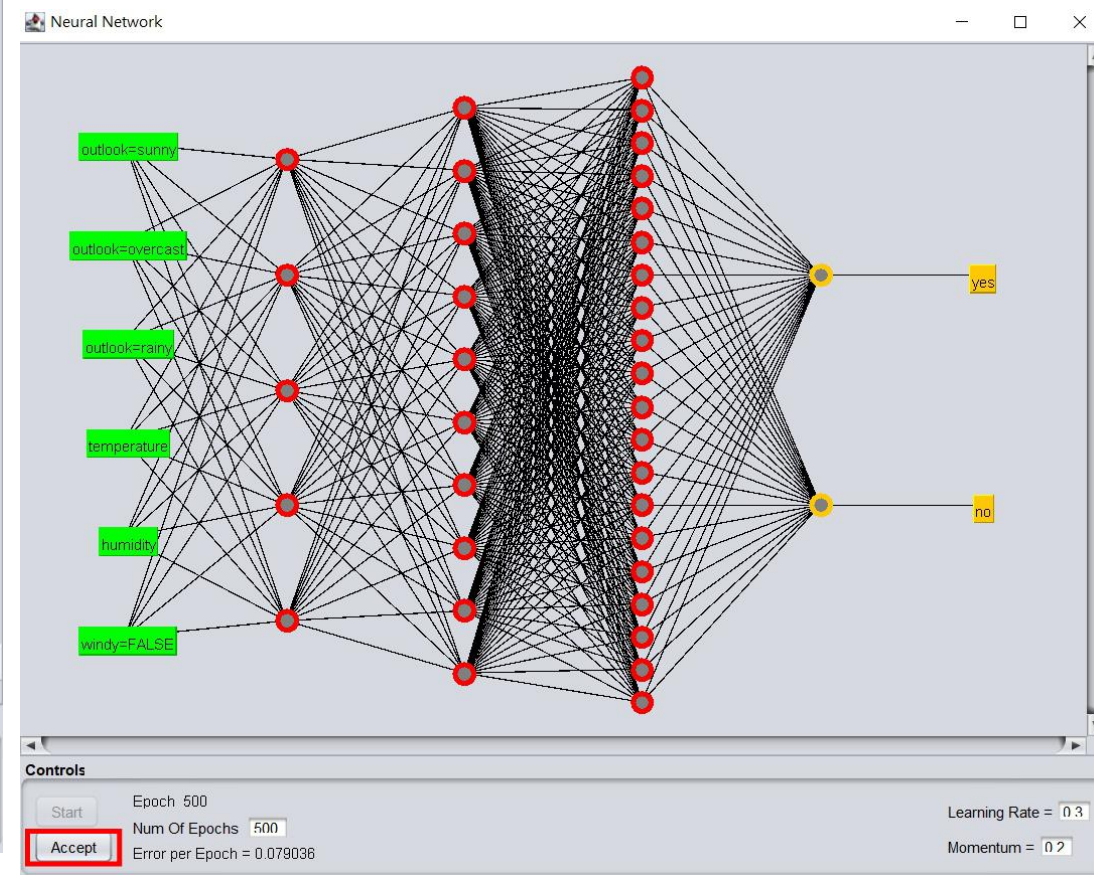 Neural Network
outlook=sunny
outlook=overcast
outlook=rainy
temperature
humidity
windy=FALSE
yes
no
Controls
Start
Epoch 500
Num Of Epochs 500
Accept
Error per Epoch = 0.079036
Learning Rate = 0.3
Momentum = 0.2